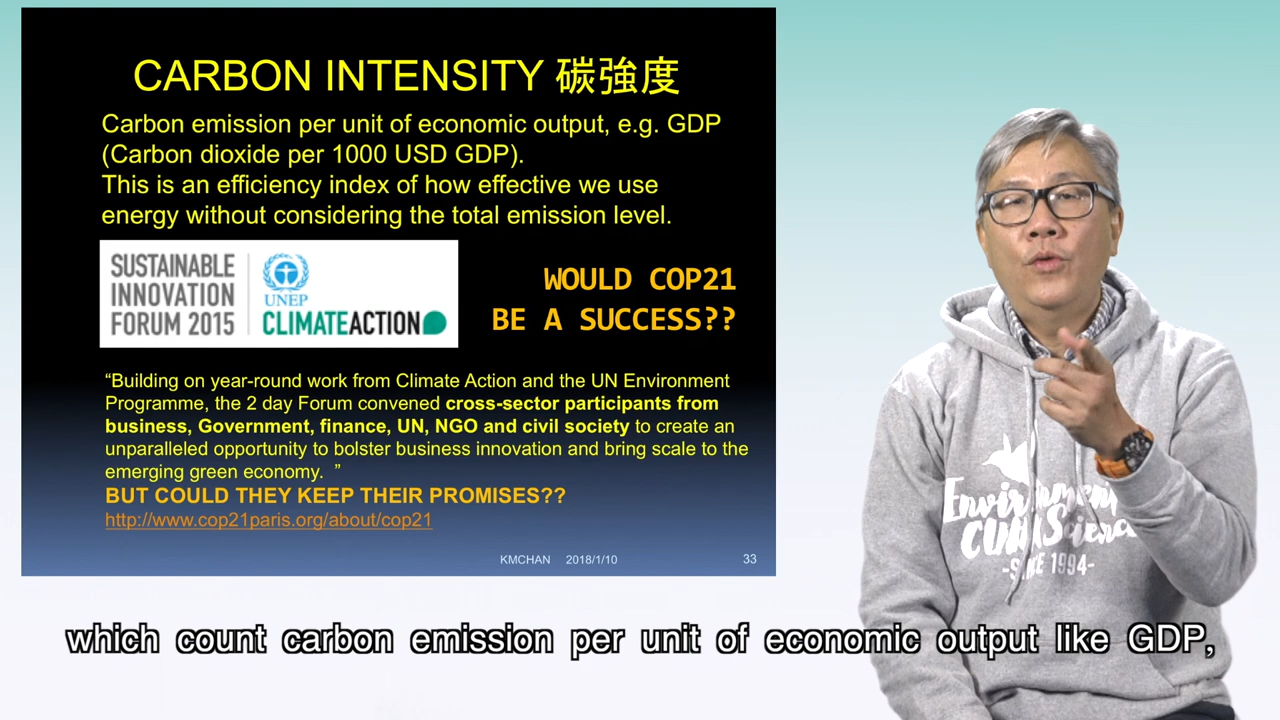 CARBON INTENSITY 碳強度
Carbon emission per unit of economic output, e.g. GDP
(Carbon dioxide per 1000 USD GDP).
This is an efficiency index of how effective we use
energy without considering the total emission level.
SUSTAINABLE
INNOVATION
FORUM 2015
UNEP
CLIMATEACTION
WOULD COP21
BE A SUCCESS??
“Building on year-round work from Climate Action and the UN Environment
Programme, the 2 day Forum convened cross-sector participants from
business, Government, finance, UN, NGO and civil society to create an
unparalleled opportunity to bolster business innovation and bring scale to the
emerging green economy. ”
BUT COULD THEY KEEP THEIR PROMISES??
http://www.cop21paris.org/about/cop21
KMCHAN 2018/1/10 33
which count carbon emission per unit of economic output like GDP,
1994-